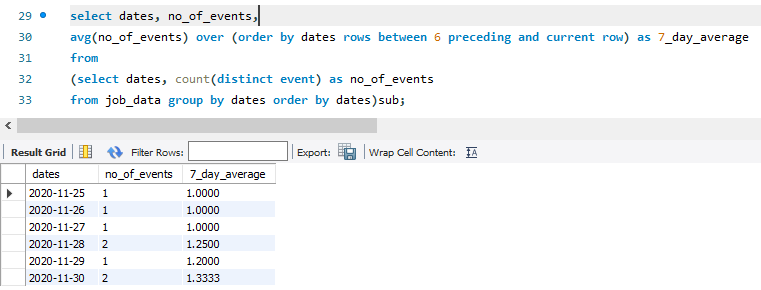 29 select dates, no_of_events,
30 avg(no_of_events) over (order by dates rows between 6 preceding and current row) as 7_day_average
31 from
32 (select dates, count(distinct event) as no_of_events
33 from job_data group by dates order by dates)sub;
Result Grid Filter Rows: Export: Wrap Cell Content: IA
dates no_of_events 7_day_average
2020-11-25 1 1.0000
2020-11-26 1 1.0000
2020-11-27 1 1.0000
2020-11-28 2 1.2500
2020-11-29 1 1.2000
2020-11-30 2 1.3333